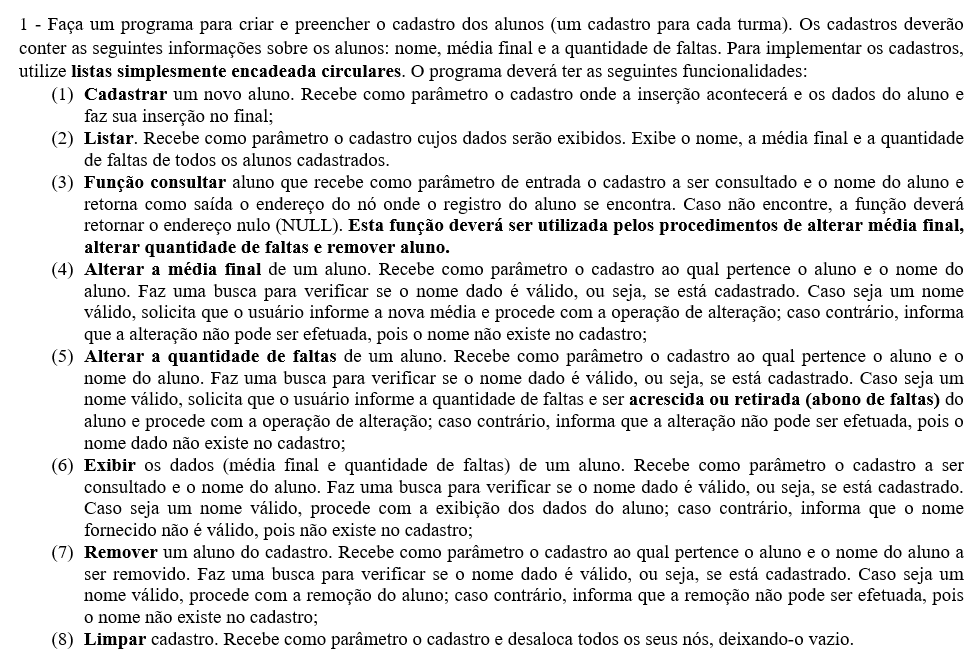 1 - Faça um programa para criar e preencher o cadastro dos alunos (um cadastro para cada turma). Os cadastros deverão
conter as seguintes informações sobre os alunos: nome, média final e a quantidade de faltas. Para implementar os cadastros,
utilize listas simplesmente encadeada circulares. O programa deverá ter as seguintes funcionalidades:
(1) Cadastrar um novo aluno. Recebe como parâmetro o cadastro onde a inserção acontecerá e os dados do aluno e
faz sua inserção no final;
(2) Listar. Recebe como parâmetro o cadastro cujos dados serão exibidos. Exibe o nome, a média final e a quantidade
de faltas de todos os alunos cadastrados.
(3) Função consultar aluno que recebe como parâmetro de entrada o cadastro a ser consultado e o nome do aluno e
retorna como saída o endereço do nó onde o registro do aluno se encontra. Caso não encontre, a função deverá
retornar o endereço nulo (NULL). Esta função deverá ser utilizada pelos procedimentos de alterar média final,
alterar quantidade de faltas e remover aluno.
(4) Alterar a média final de um aluno. Recebe como parâmetro o cadastro ao qual pertence o aluno e o nome do
aluno. Faz uma busca para verificar se o nome dado é válido, ou seja, se está cadastrado. Caso seja um nome
válido, solicita que o usuário informe a nova média e procede com a operação de alteração; caso contrário, informa
que a alteração não pode ser efetuada, pois o nome não existe no cadastro;
(5) Alterar a quantidade de faltas de um aluno. Recebe como parâmetro o cadastro ao qual pertence o aluno e o
nome do aluno. Faz uma busca para verificar se o nome dado é válido, ou seja, se está cadastrado. Caso seja um
nome válido, solicita que o usuário informe a quantidade de faltas e ser acrescida ou retirada (abono de faltas) do
aluno e procede com a operação de alteração; caso contrário, informa que a alteração não pode ser efetuada, pois o
nome dado não existe no cadastro;
(6) Exibir os dados (média final e quantidade de faltas) de um aluno. Recebe como parâmetro o cadastro a ser
consultado e o nome do aluno. Faz uma busca para verificar se o nome dado é válido, ou seja, se está cadastrado.
Caso seja um nome válido, procede com a exibição dos dados do aluno; caso contrário, informa que o nome
fornecido não é válido, pois não existe no cadastro;
(7) Remover um aluno do cadastro. Recebe como parâmetro o cadastro ao qual pertence o aluno e o nome do aluno a
ser removido. Faz uma busca para verificar se o nome dado é válido, ou seja, se está cadastrado. Caso seja um
nome válido, procede com a remoção do aluno; caso contrário, informa que a remoção não pode ser efetuada, pois
o nome não existe no cadastro;
(8) Limpar cadastro. Recebe como parâmetro o cadastro e desaloca todos os seus nós, deixando-o vazio.